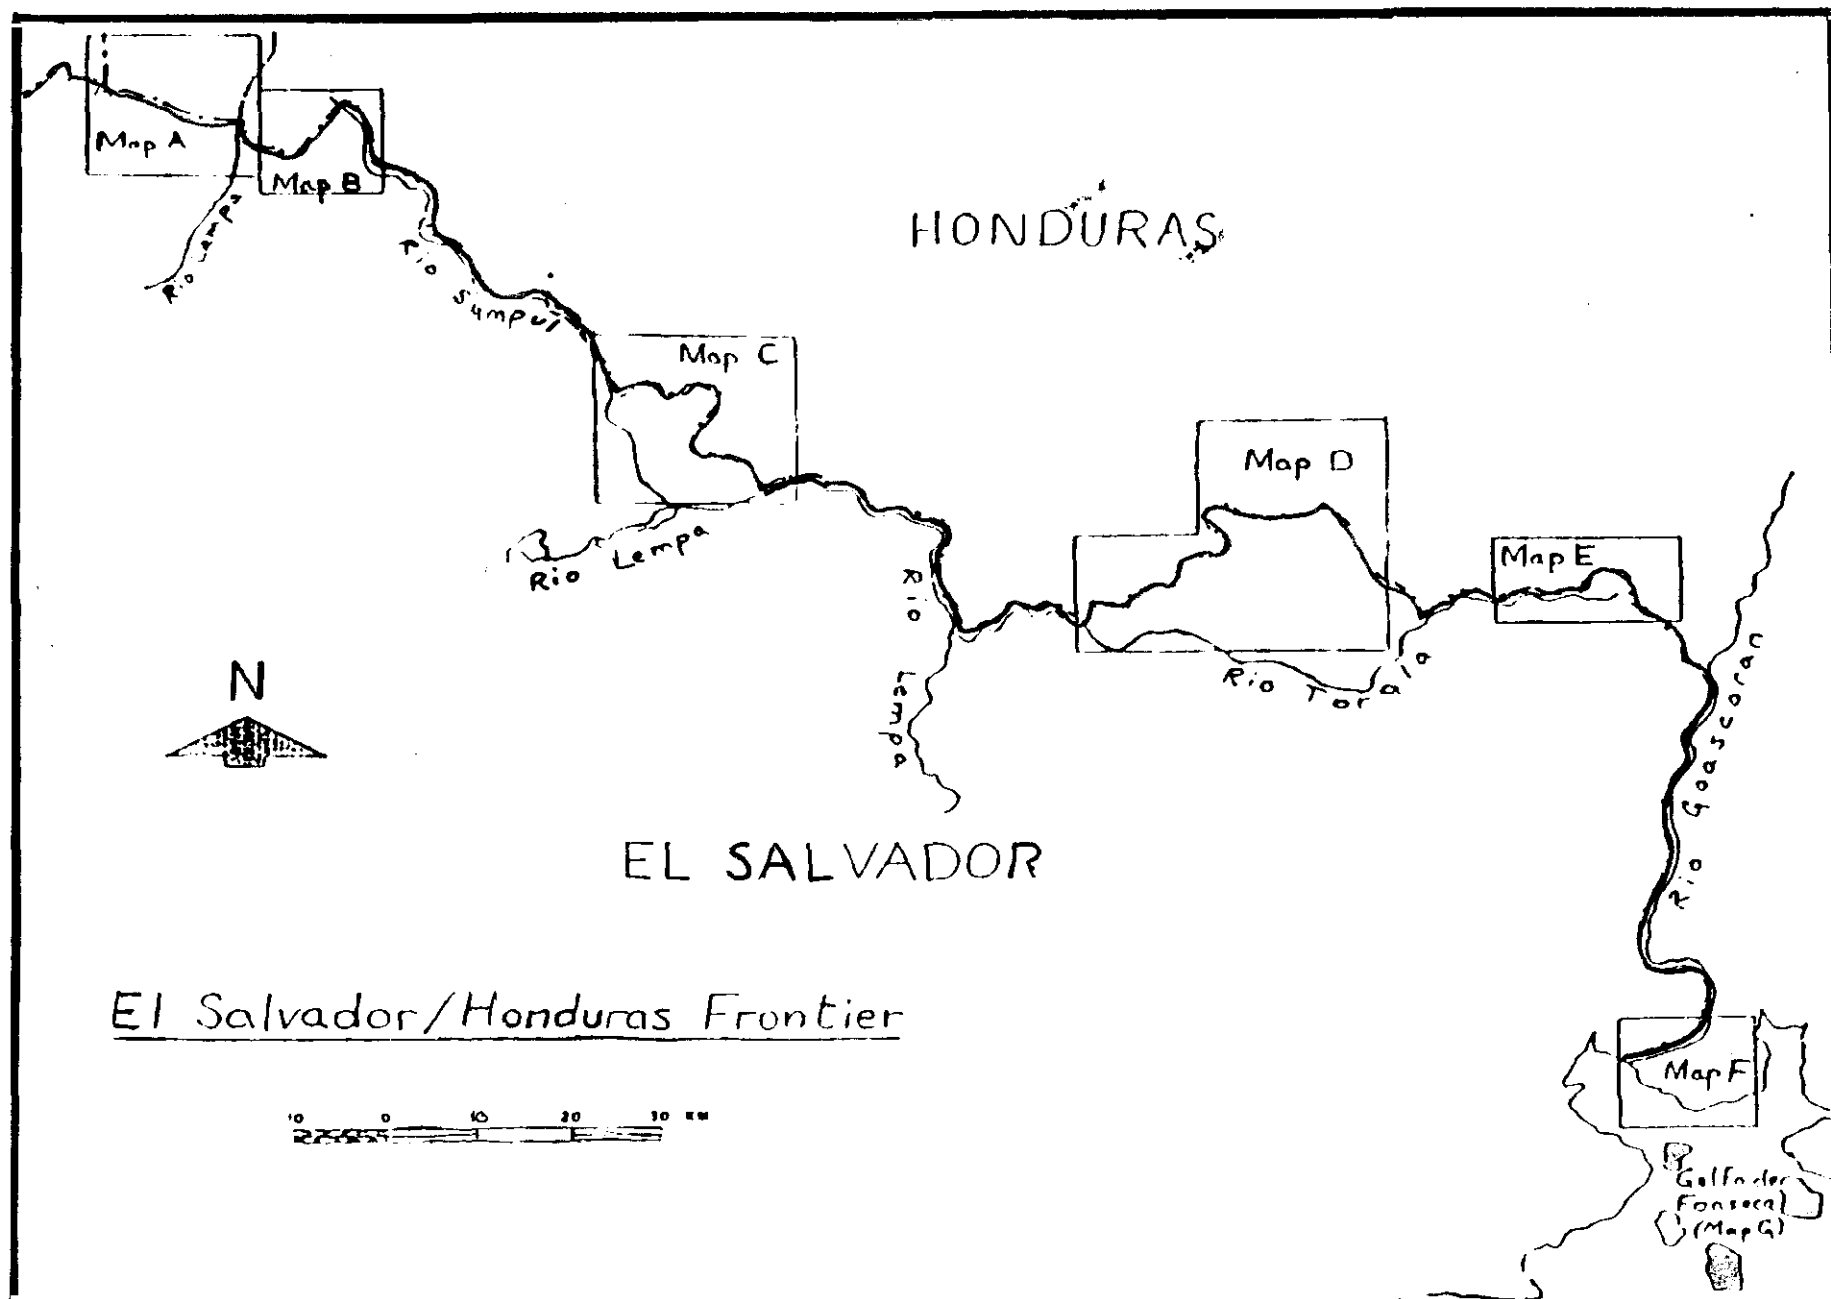 Map A
Map B
Rio Lempa
HONDURAS
Rio Sumpul
Map C
Map D
Map E
Rio Lempa
Rio Lempa
Rio Torola
Rio Goascoran
N
EL SALVADOR
El Salvador/Honduras Frontier
10 0 10 20 30 KM
Map F
Golfo de
Fonseca
(Map G)